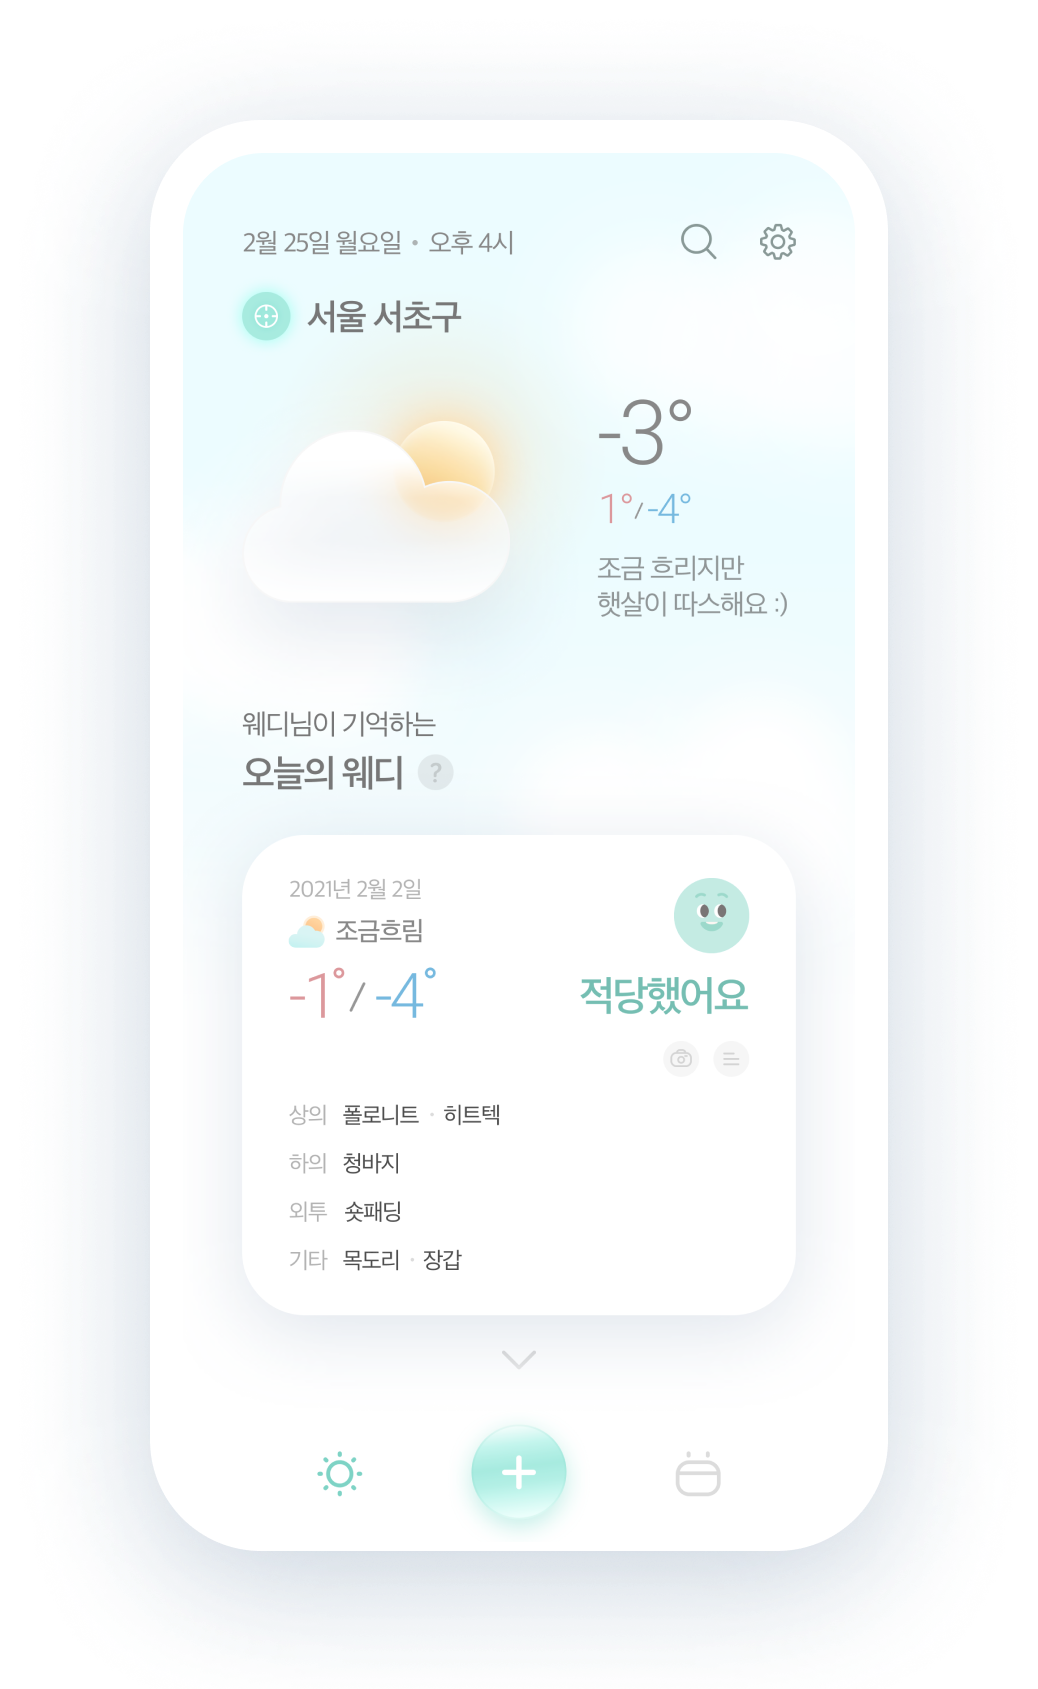 2월 25일 월요일 • 오후 4시
서울 서초구
-3°
1°/-4°
조금 흐리지만
햇살이 따스해요 :)
웨디님이 기억하는
오늘의 웨디 ?
2021년 2월 2일
조금흐림
-1°/ -4°
적당했어요
상의 폴로니트 · 히트텍
하의 청바지
외투 숏패딩
기타 목도리 · 장갑